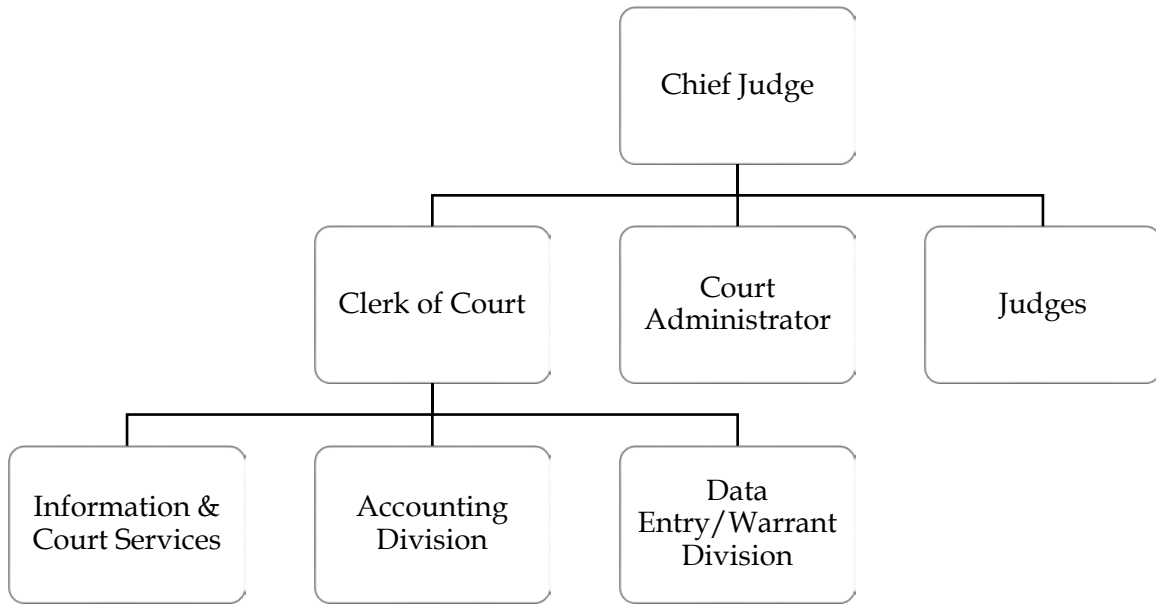 Chief Judge
Clerk of Court
Court
Administrator
Judges
Information &
Court Services
Accounting
Division
Data
Entry/Warrant
Division